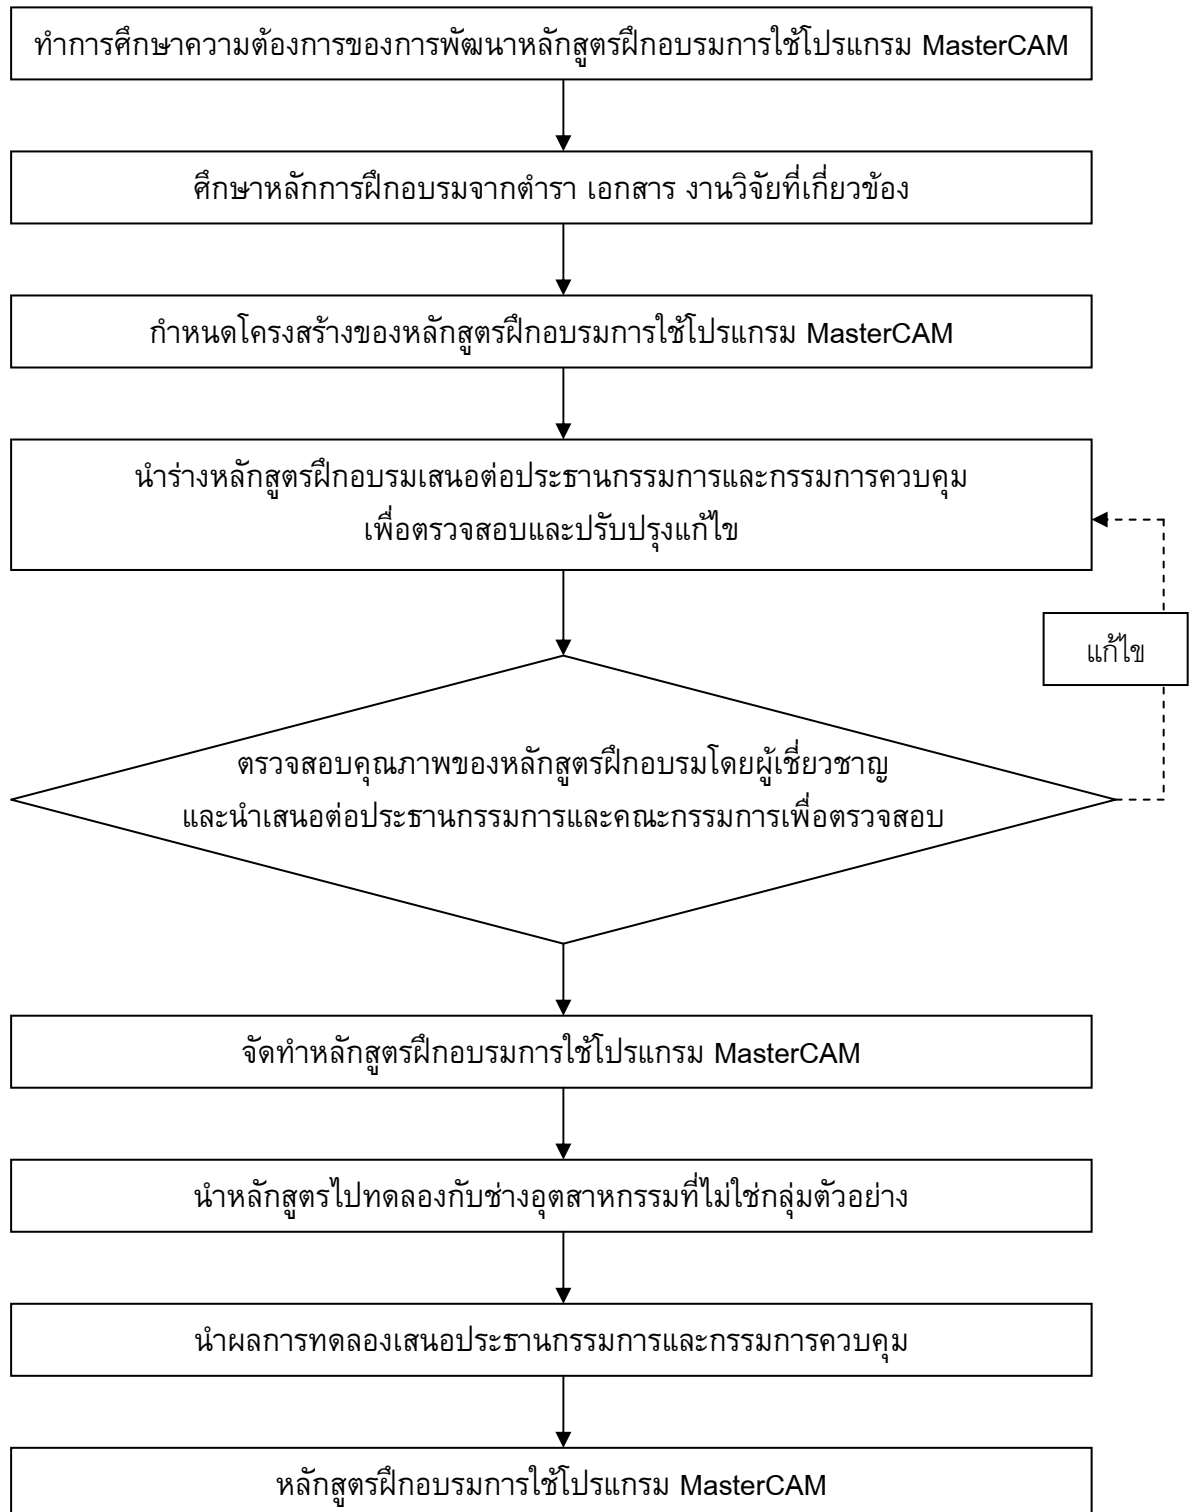 ทำการศึกษาความต้องการของการพัฒนาหลักสูตรฝึกอบรมการใช้โปรแกรม MasterCAM
ศึกษาหลักการฝึกอบรมจากตำรา เอกสาร งานวิจัยที่เกี่ยวข้อง
กำหนดโครงสร้างของหลักสูตรฝึกอบรมการใช้โปรแกรม MasterCAM
นำร่างหลักสูตรฝึกอบรมเสนอต่อประธานกรรมการและกรรมการควบคุม
เพื่อตรวจสอบและปรับปรุงแก้ไข
แก้ไข
ตรวจสอบคุณภาพของหลักสูตรฝึกอบรมโดยผู้เชี่ยวชาญ
และนำเสนอต่อประธานกรรมการและคณะกรรมการเพื่อตรวจสอบ
จัดทำหลักสูตรฝึกอบรมการใช้โปรแกรม MasterCAM
นำหลักสูตรไปทดลองกับช่างอุตสาหกรรมที่ไม่ใช่กลุ่มตัวอย่าง
นำผลการทดลองเสนอประธานกรรมการและกรรมการควบคุม
หลักสูตรฝึกอบรมการใช้โปรแกรม MasterCAM